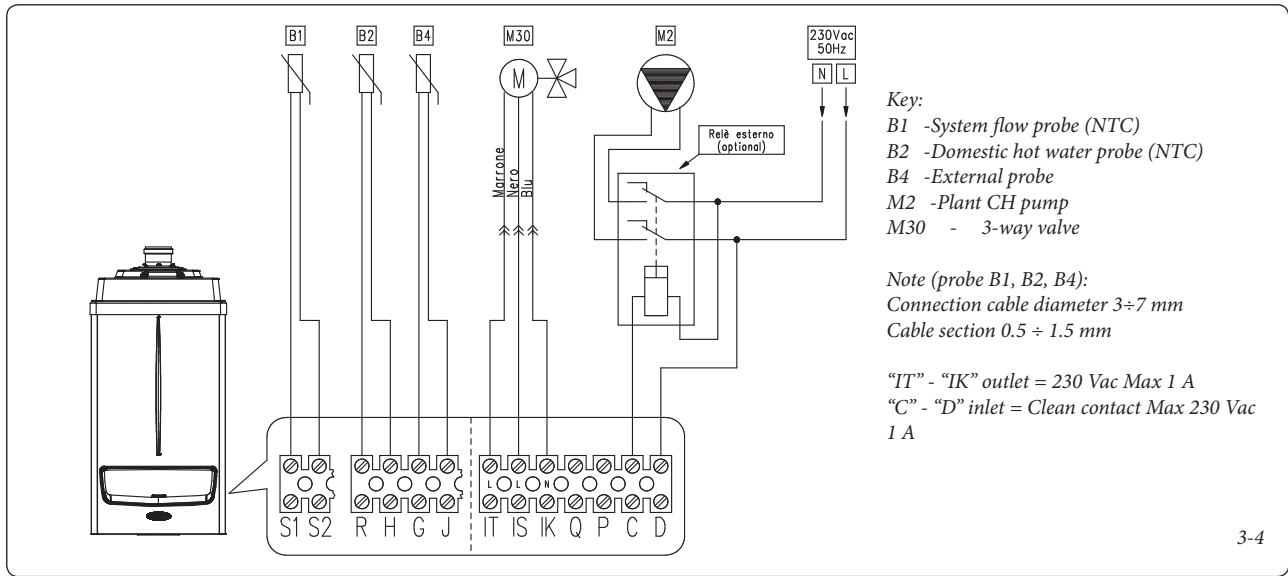 B1 B2 B4 M30 M2 230Vac
50Hz
N L
M
Relè esterno
(optional)
Marrone
Nero
Blu
L L N
S1 S2 R H G J IT IS IK Q P C D
Key:
B1 -System flow probe (NTC)
B2 -Domestic hot water probe (NTC)
B4 -External probe
M2 -Plant CH pump
M30 - 3-way valve
Note (probe B1, B2, B4):
Connection cable diameter 3÷7 mm
Cable section 0.5 ÷ 1.5 mm
“IT” - “IK” outlet = 230 Vac Max 1 A
“C” - “D” inlet = Clean contact Max 230 Vac
1 A
3-4